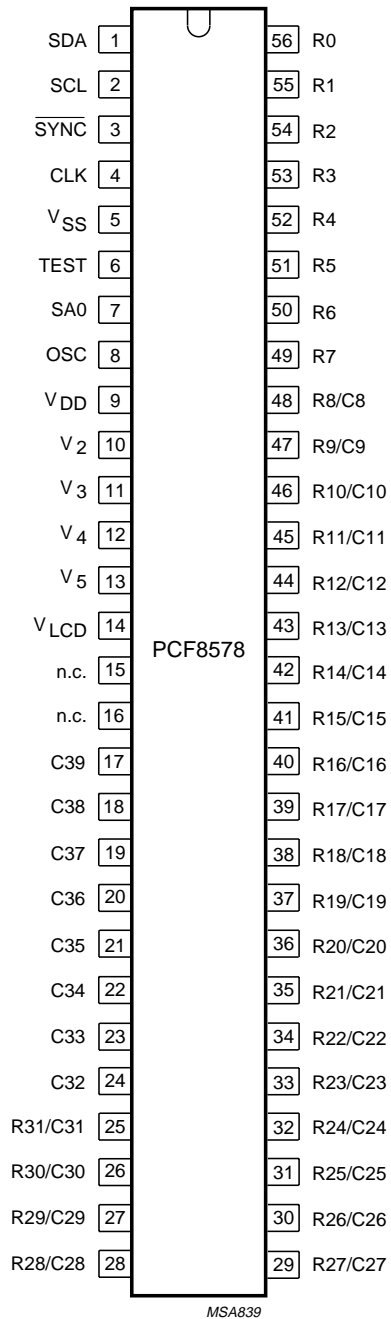 SDA 1 56 R0
SCL 2 55 R1
S̅Y̅N̅C̅ 3 54 R2
CLK 4 53 R3
VSS 5 52 R4
TEST 6 51 R5
SA0 7 50 R6
OSC 8 49 R7
VDD 9 48 R8/C8
V2 10 47 R9/C9
V3 11 46 R10/C10
V4 12 45 R11/C11
V5 13 44 R12/C12
VLCD 14 43 R13/C13
PCF8578
n.c. 15 42 R14/C14
n.c. 16 41 R15/C15
C39 17 40 R16/C16
C38 18 39 R17/C17
C37 19 38 R18/C18
C36 20 37 R19/C19
C35 21 36 R20/C20
C34 22 35 R21/C21
C33 23 34 R22/C22
C32 24 33 R23/C23
R31/C31 25 32 R24/C24
R30/C30 26 31 R25/C25
R29/C29 27 30 R26/C26
R28/C28 28 29 R27/C27
MSA839